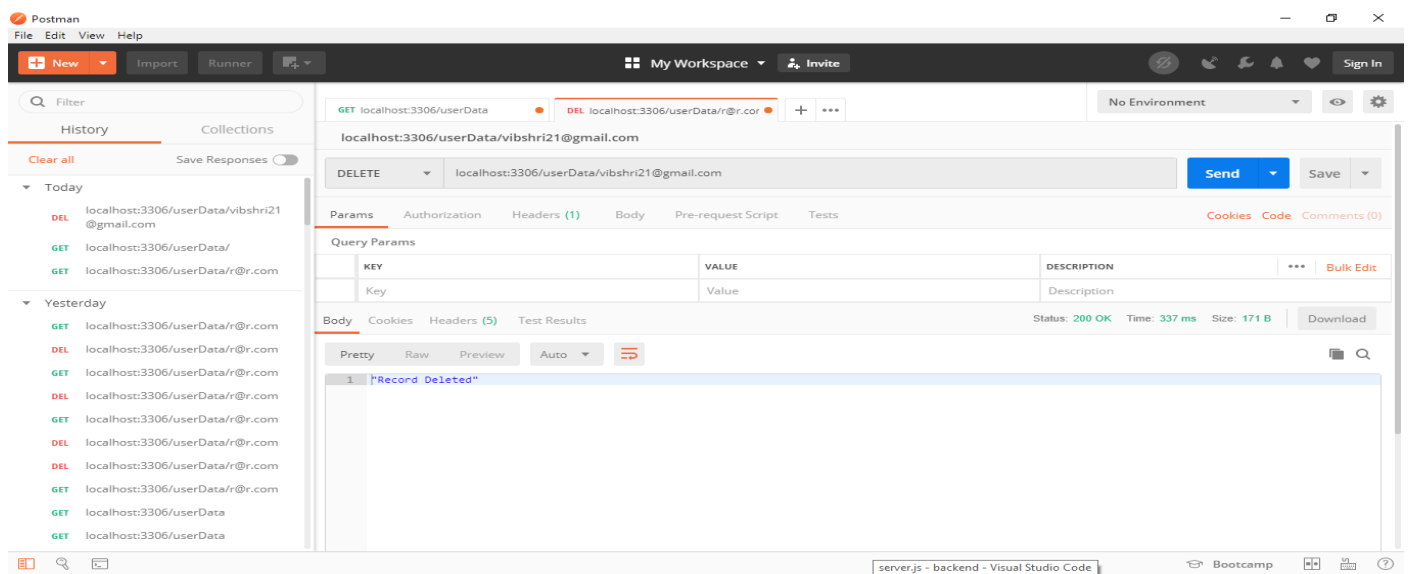 Postman
File Edit View Help
New Import Runner My Workspace Invite Sign In
Filter
History Collections
Clear all Save Responses
Today
DEL localhost:3306/userData/vibshri21
@gmail.com
GET localhost:3306/userData/
GET localhost:3306/userData/r@r.com
Yesterday
GET localhost:3306/userData/r@r.com
DEL localhost:3306/userData/r@r.com
GET localhost:3306/userData/r@r.com
DEL localhost:3306/userData/r@r.com
GET localhost:3306/userData/r@r.com
DEL localhost:3306/userData/r@r.com
DEL localhost:3306/userData/r@r.com
GET localhost:3306/userData/r@r.com
GET localhost:3306/userData
GET localhost:3306/userData
GET localhost:3306/userData DEL localhost:3306/userData/r@r.cor + ••• No Environment
localhost:3306/userData/vibshri21@gmail.com
DELETE localhost:3306/userData/vibshri21@gmail.com Send Save
Params Authorization Headers (1) Body Pre-request Script Tests Cookies Code Comments (0)
Query Params
KEY VALUE DESCRIPTION ••• Bulk Edit
Key Value Description
Body Cookies Headers (5) Test Results Status: 200 OK Time: 337 ms Size: 171 B Download
Pretty Raw Preview Auto
1 "Record Deleted"
server.js - backend - Visual Studio Code Bootcamp